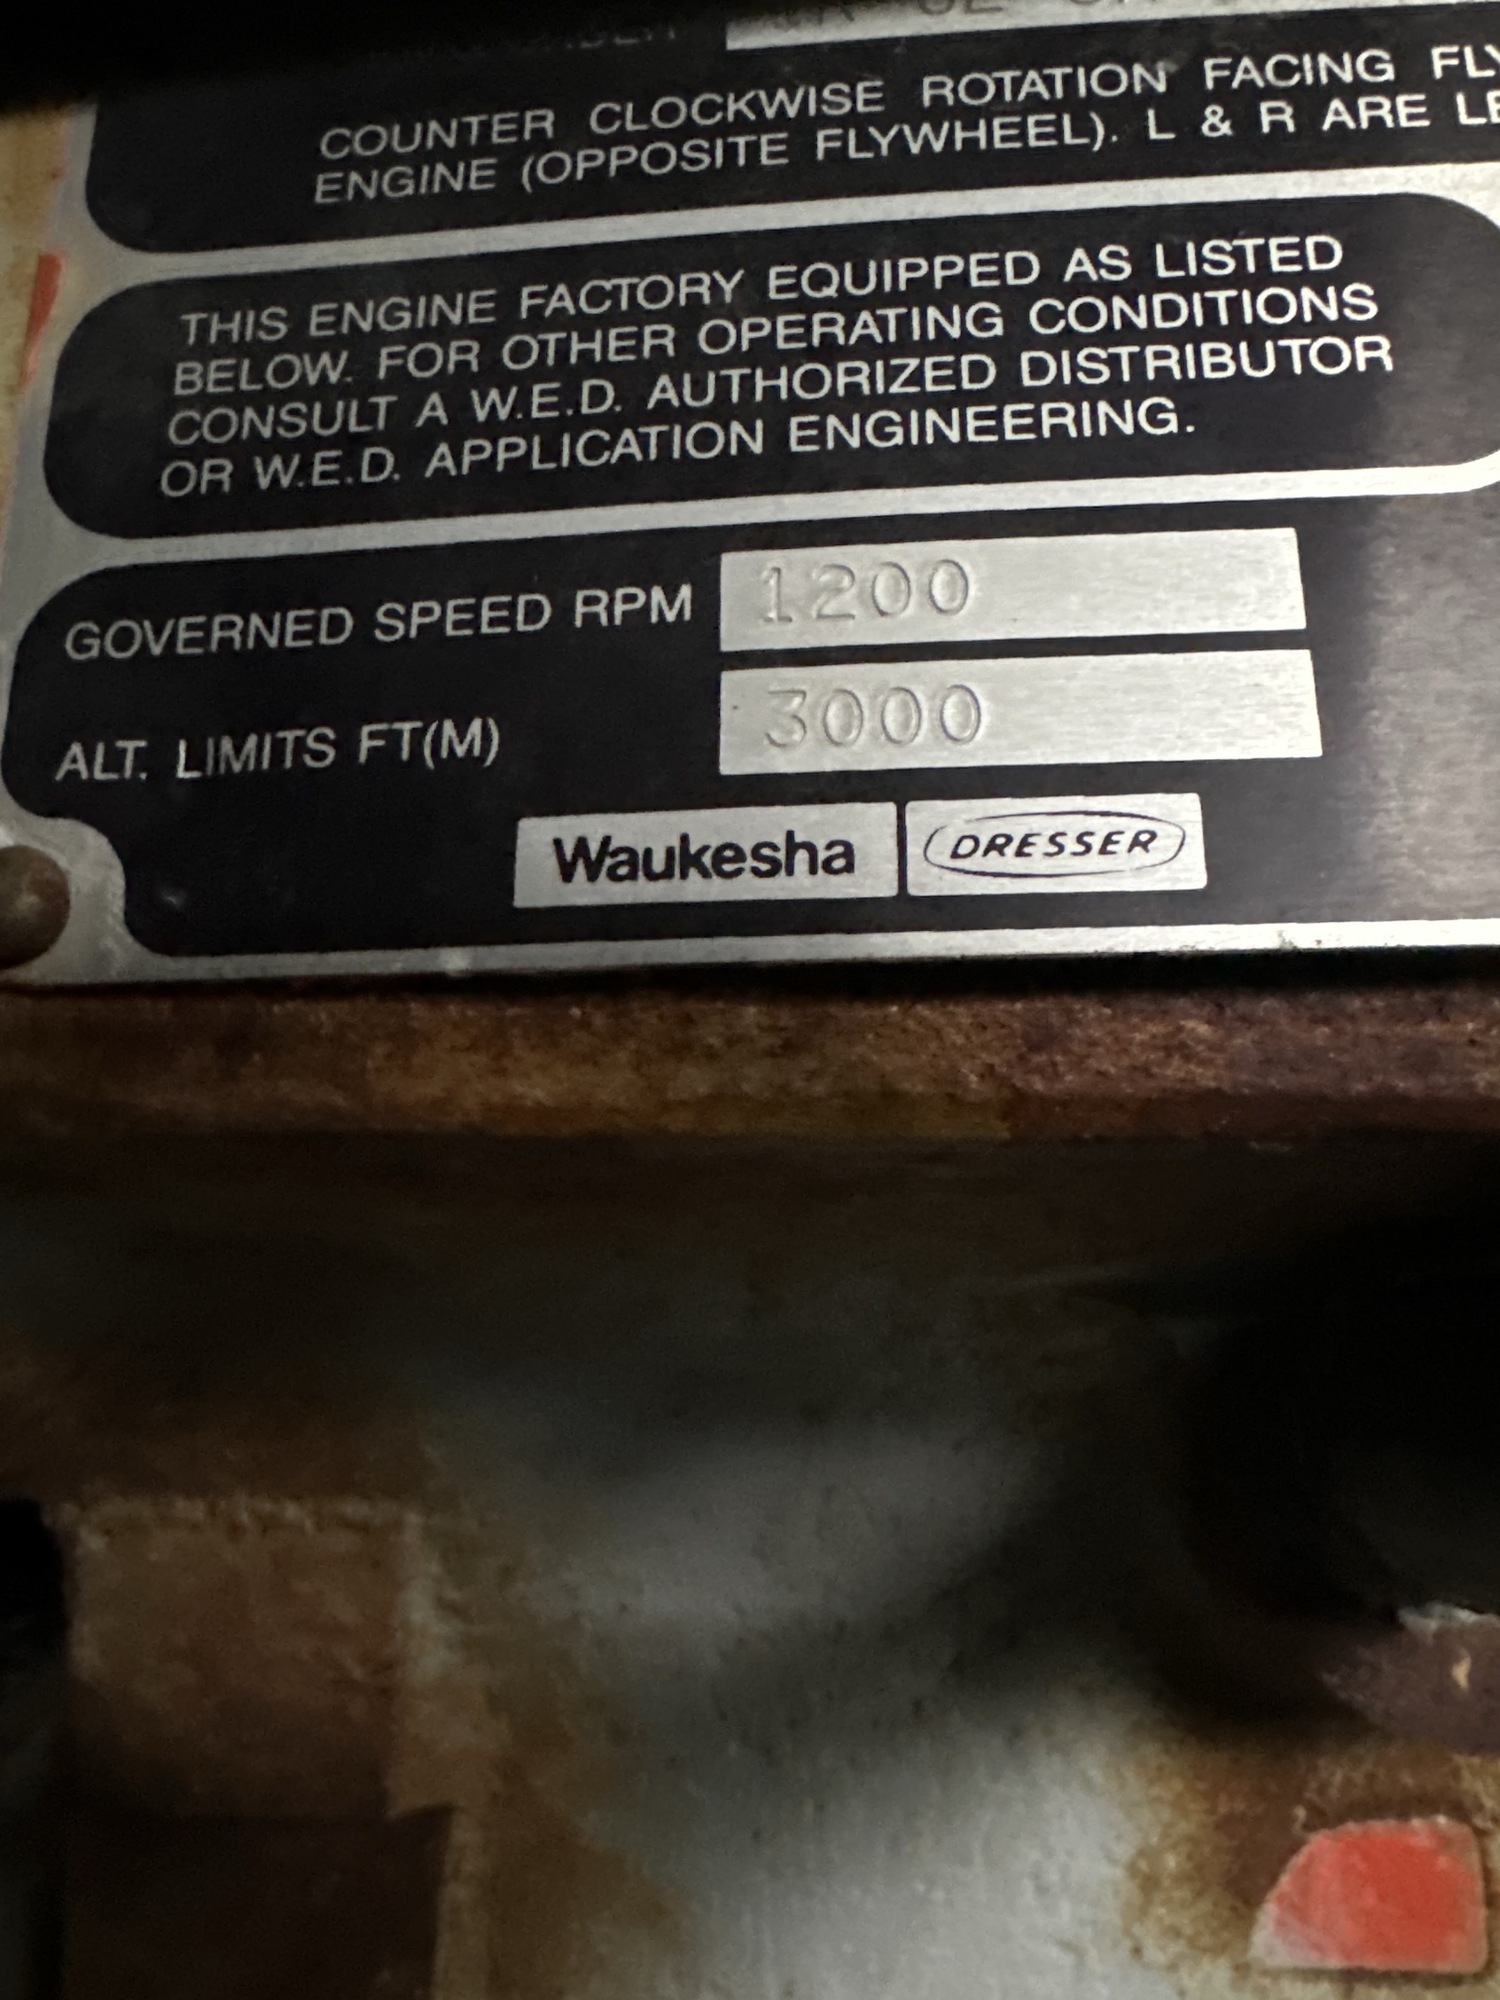 COUNTER CLOCKWISE ROTATION FACING
ENGINE (OPPOSITE FLYWHEEL). L & R ARE
THIS ENGINE FACTORY EQUIPPED AS LISTED
BELOW. FOR OTHER OPERATING CONDITIONS
CONSULT A W.E.D. AUTHORIZED DISTRIBUTOR
OR W.E.D. APPLICATION ENGINEERING.
GOVERNED SPEED RPM 1200
ALT. LIMITS FT(M) 3000
Waukesha DRESSER